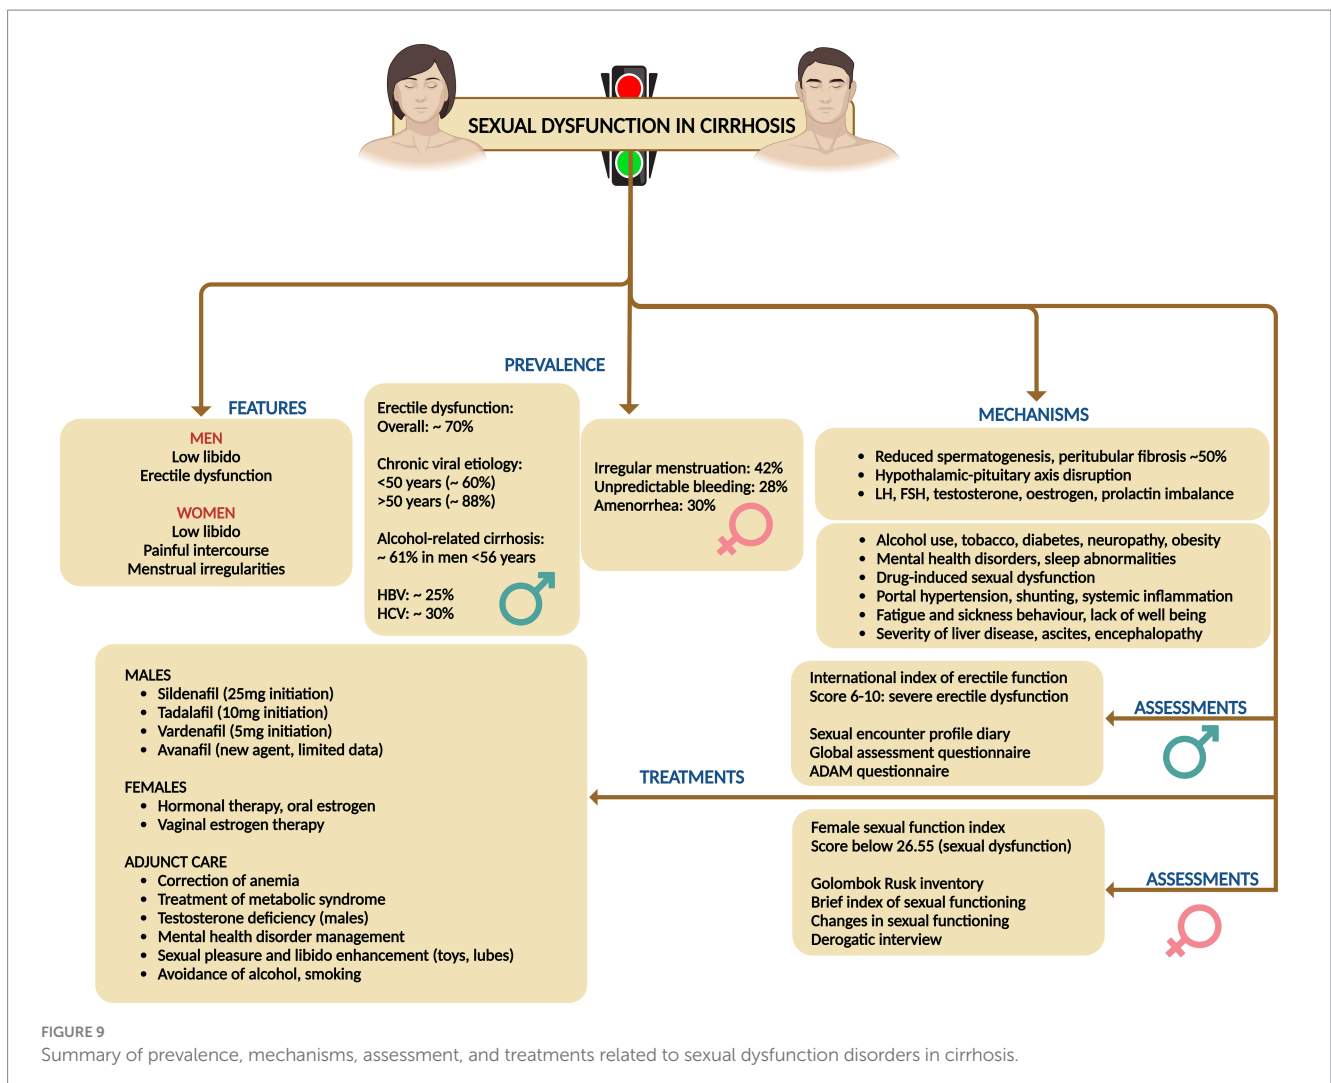 SEXUAL DYSFUNCTION IN CIRRHOSIS
FEATURES
MEN
Low libido
Erectile dysfunction
WOMEN
Low libido
Painful intercourse
Menstrual irregularities
PREVALENCE
Erectile dysfunction:
Overall: ~ 70%
Chronic viral etiology:
<50 years (~ 60%)
>50 years (~ 88%)
Alcohol-related cirrhosis:
~ 61% in men <56 years
HBV: ~ 25%
HCV: ~ 30%
Irregular menstruation: 42%
Unpredictable bleeding: 28%
Amenorrhea: 30%
MECHANISMS
• Reduced spermatogenesis, peritubular fibrosis ~50%
• Hypothalamic-pituitary axis disruption
• LH, FSH, testosterone, oestrogen, prolactin imbalance
• Alcohol use, tobacco, diabetes, neuropathy, obesity
• Mental health disorders, sleep abnormalities
• Drug-induced sexual dysfunction
• Portal hypertension, shunting, systemic inflammation
• Fatigue and sickness behaviour, lack of well being
• Severity of liver disease, ascites, encephalopathy
ASSESSMENTS
International index of erectile function
Score 6-10: severe erectile dysfunction
Sexual encounter profile diary
Global assessment questionnaire
ADAM questionnaire
TREATMENTS
MALES
• Sildenafil (25mg initiation)
• Tadalafil (10mg initiation)
• Vardenafil (5mg initiation)
• Avanafil (new agent, limited data)
FEMALES
• Hormonal therapy, oral estrogen
• Vaginal estrogen therapy
ADJUNCT CARE
• Correction of anemia
• Treatment of metabolic syndrome
• Testosterone deficiency (males)
• Mental health disorder management
• Sexual pleasure and libido enhancement (toys, lubes)
• Avoidance of alcohol, smoking
ASSESSMENTS
Female sexual function index
Score below 26.55 (sexual dysfunction)
Golombok Rusk inventory
Brief index of sexual functioning
Changes in sexual functioning
Derogatic interview
FIGURE 9
Summary of prevalence, mechanisms, assessment, and treatments related to sexual dysfunction disorders in cirrhosis.